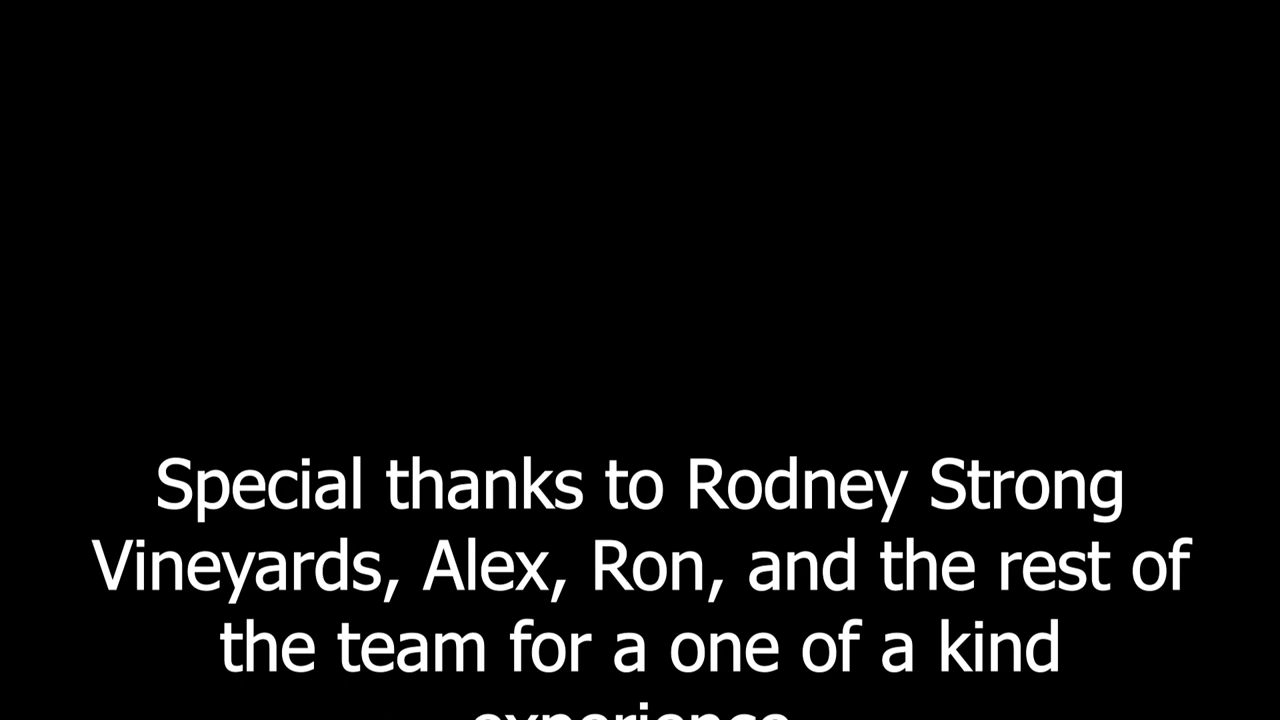 Special thanks to Rodney Strong
Vineyards, Alex, Ron, and the rest of
the team for a one of a kind
experience